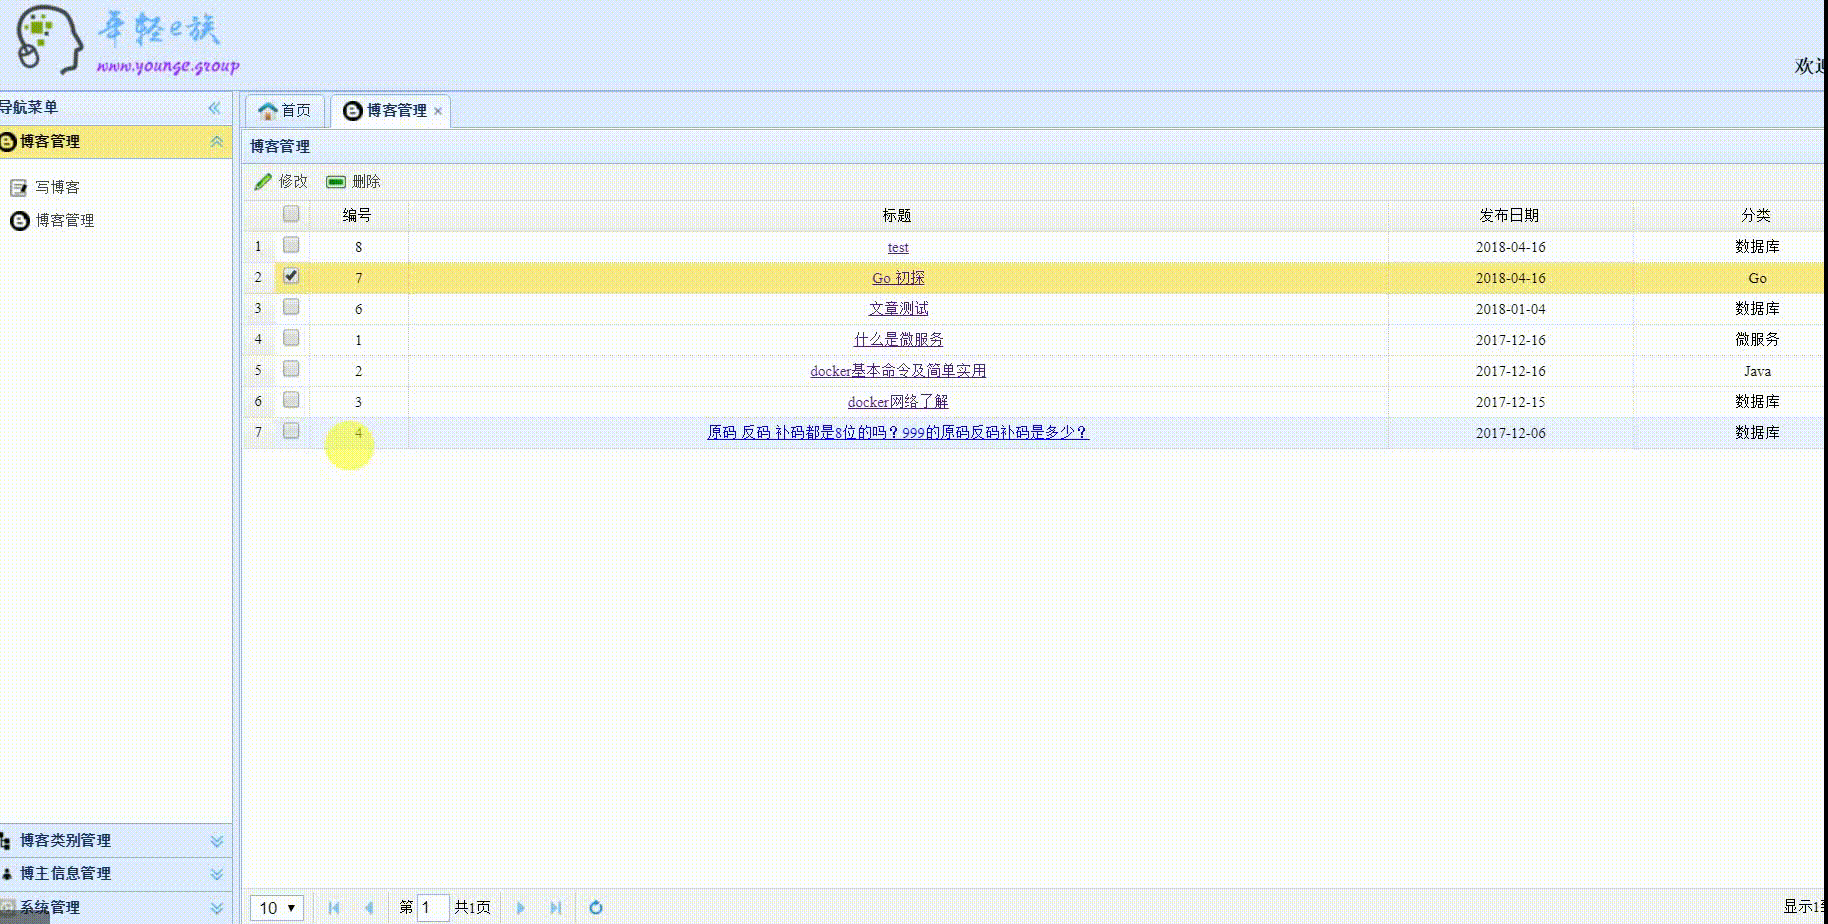 年轻e族
www.younge.group
欢迎
导航菜单
首页
博客管理
博客管理
写博客
博客管理
博客管理
修改 删除
编号 标题 发布日期 分类
1 8 test 2018-04-16 数据库
2 7 Go 初探 2018-04-16 Go
3 6 文章测试 2018-01-04 数据库
4 1 什么是微服务 2017-12-16 微服务
5 2 docker基本命令及简单实用 2017-12-16 Java
6 3 docker网络了解 2017-12-15 数据库
7 4 原码 反码 补码都是8位的吗？999的原码反码补码是多少？ 2017-12-06 数据库
博客类别管理
博主信息管理
系统管理
10 第 1 共1页 显示1